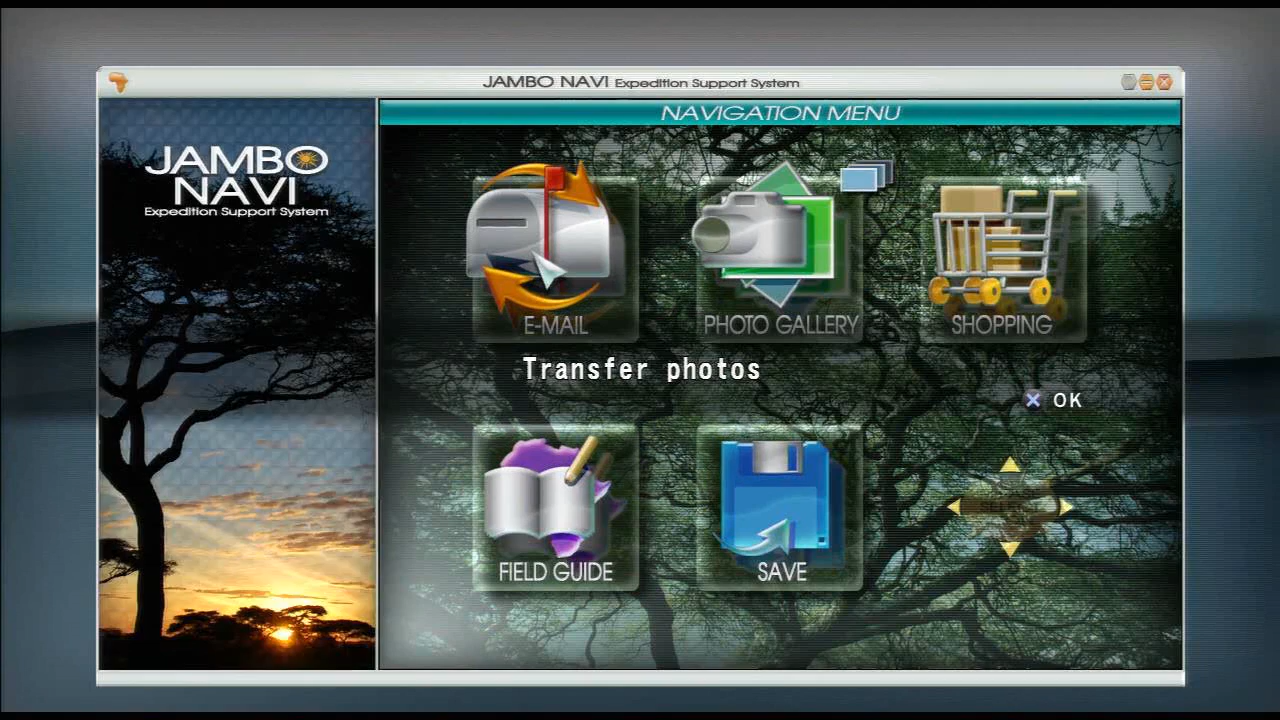 JAMBO NAVI Expedition Support System
NAVIGATION MENU
JAMBO
NAVI
Expedition Support System
E-MAIL
PHOTO GALLERY
SHOPPING
Transfer photos
OK
FIELD GUIDE
SAVE